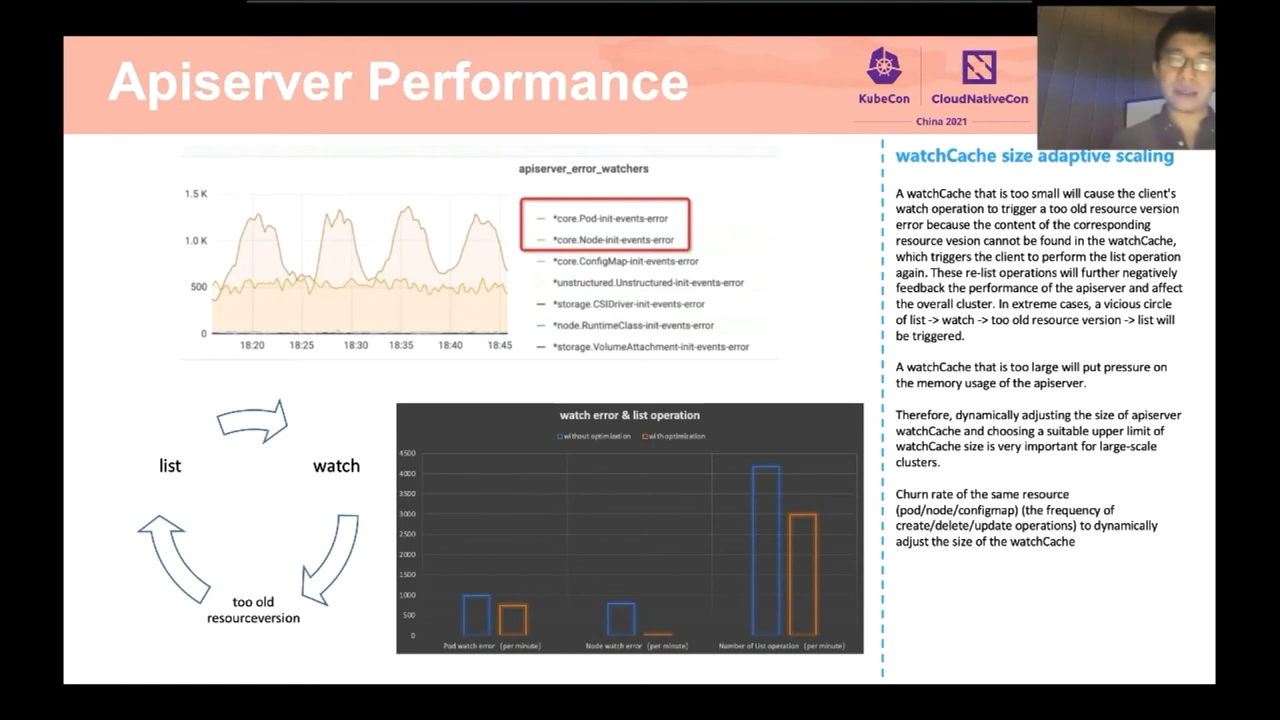 Apiserver Performance
KubeCon
CloudNativeCon
China 2021
apiserver_error_watchers
1.5 K
1.0 K
500
0
18:20
18:25
18:30
18:35
18:40
18:45
*core.Pod-init-events-error
*core.Node-init-events-error
*core.ConfigMap-init-events-error
*unstructured.Unstructured-init-events-error
*storage.CSIDriver-init-events-error
*node.RuntimeClass-init-events-error
*storage.VolumeAttachment-init-events-error
list
watch
too old
resourceversion
watch error & list operation
without optimization
with optimization
4500
4000
3500
3000
2500
2000
1500
1000
500
0
Pod watch error (per minute)
Node watch error (per minute)
Number of List operation (per minute)
watchCache size adaptive scaling
A watchCache that is too small will cause the client's
watch operation to trigger a too old resource version
error because the content of the corresponding
resource vesion cannot be found in the watchCache,
which triggers the client to perform the list operation
again. These re-list operations will further negatively
feedback the performance of the apiserver and affect
the overall cluster. In extreme cases, a vicious circle
of list -> watch -> too old resource version -> list will
be triggered.
A watchCache that is too large will put pressure on
the memory usage of the apiserver.
Therefore, dynamically adjusting the size of apiserver
watchCache and choosing a suitable upper limit of
watchCache size is very important for large-scale
clusters.
Churn rate of the same resource
(pod/node/configmap) (the frequency of
create/delete/update operations) to dynamically
adjust the size of the watchCache